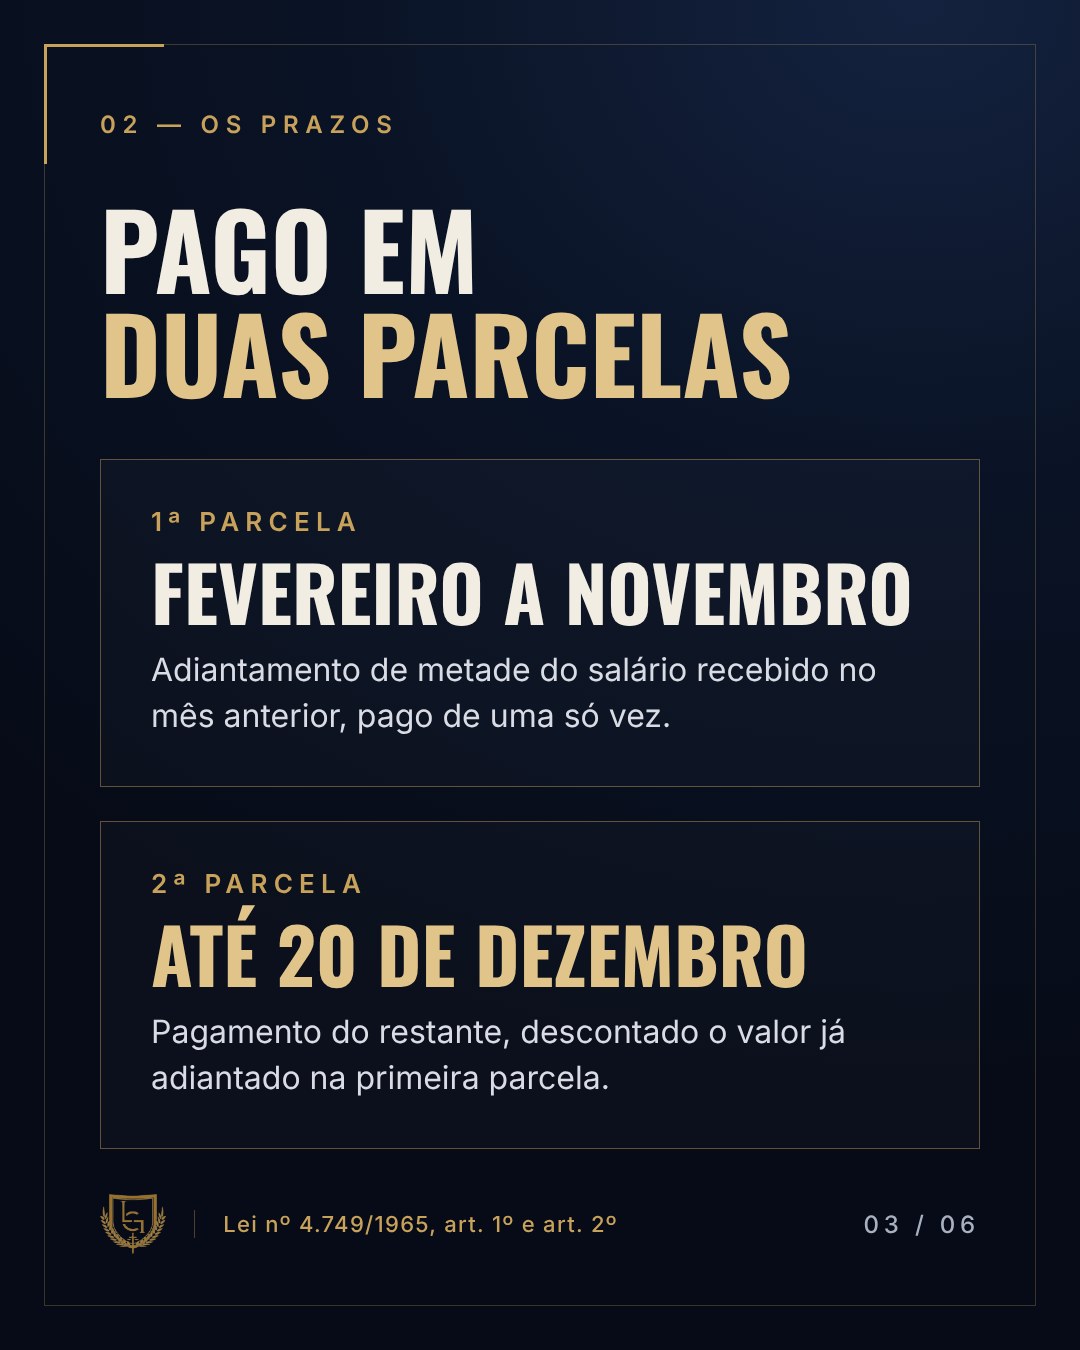 02 — OS PRAZOS
PAGO EM
DUAS PARCELAS
1ª PARCELA
FEVEREIRO A NOVEMBRO
Adiantamento de metade do salário recebido no
mês anterior, pago de uma só vez.
2ª PARCELA
ATÉ 20 DE DEZEMBRO
Pagamento do restante, descontado o valor já
adiantado na primeira parcela.
LG
Lei nº 4.749/1965, art. 1º e art. 2º
03 / 06